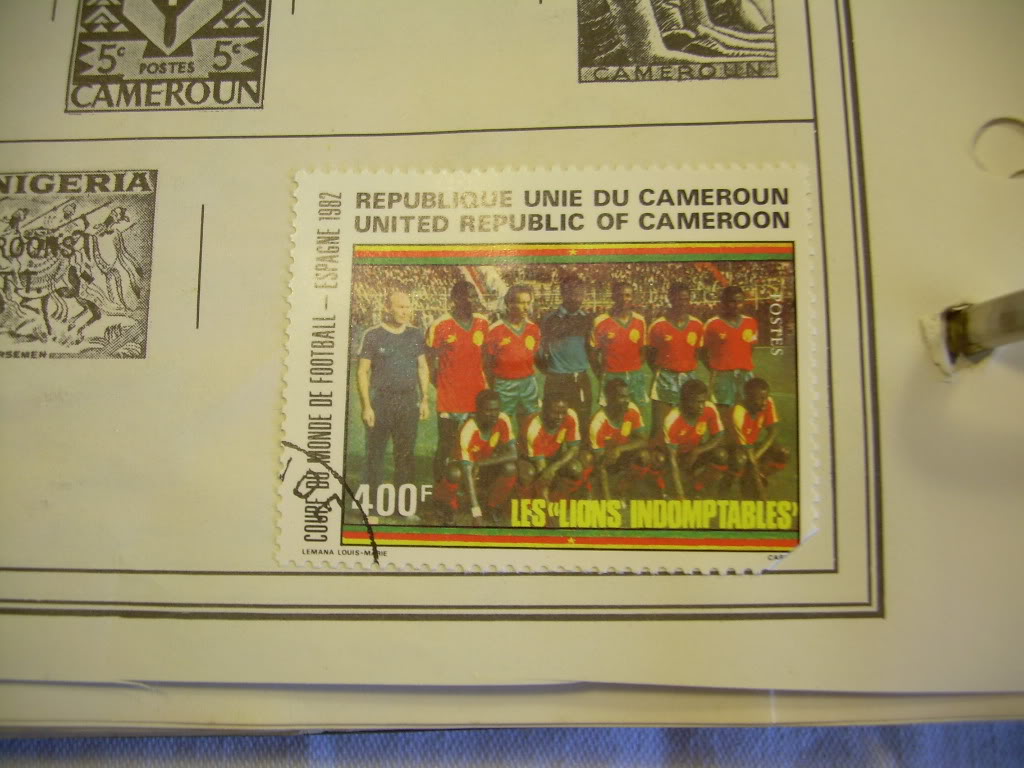 5c 5c
POSTES
CAMEROUN
CAMEROUN
NIGERIA
REPUBLIQUE UNIE DU CAMEROUN
UNITED REPUBLIC OF CAMEROON
COUPE DU MONDE DE FOOTBALL — ESPAGNE 1982
POSTES
400F
LES "LIONS INDOMPTABLES"
LEMANA LOUIS-MARIE